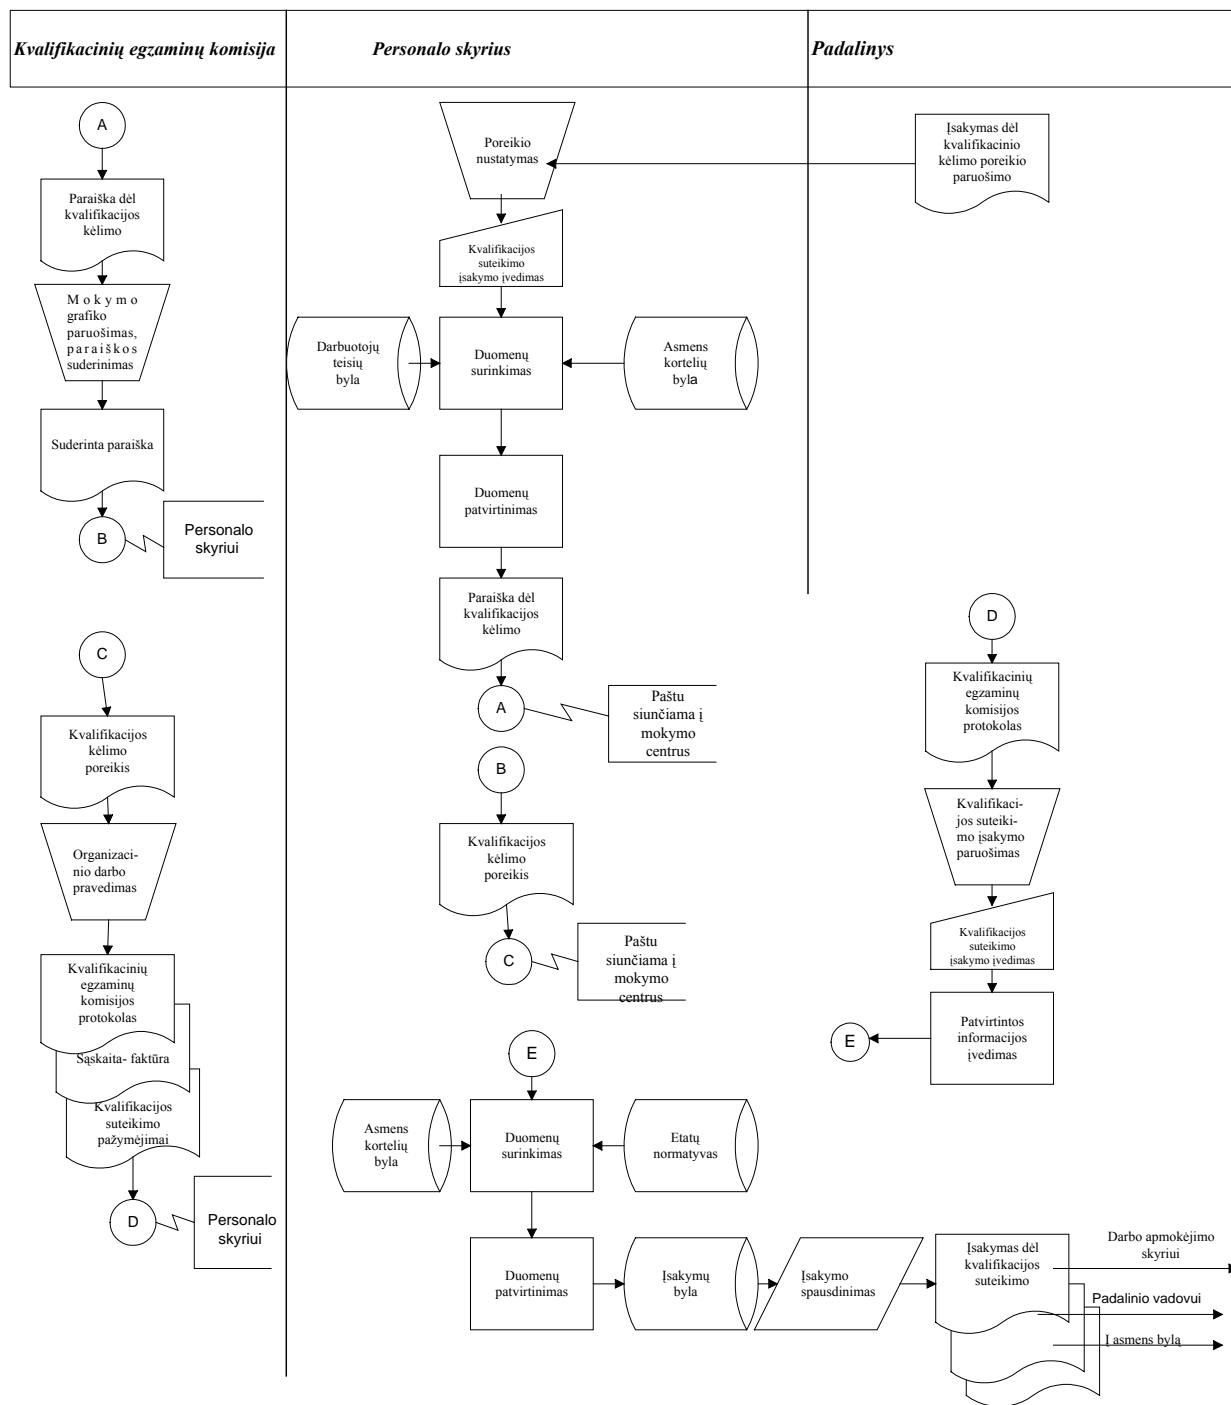 Kvalifikacinių egzaminų komisija
Personalo skyrius
Padalinys
A
Paraiška dėl
kvalifikacijos
kėlimo
Mokymo
grafiko
paruošimas,
paraiškos
suderinimas
Suderinta paraiška
B
Personalo
skyriui
C
Kvalifikacijos
kėlimo
poreikis
Organizaci-
nio darbo
pravedimas
Kvalifikacinių
egzaminų
komisijos
protokolas
Sąskaita- faktūra
Kvalifikacijos
suteikimo
pažymėjimai
D
Personalo
skyriui
Poreikio
nustatymas
Kvalifikacijos
suteikimo
įsakymo įvedimas
Darbuotojų
teisių
byla
Duomenų
surinkimas
Asmens
kortelių
byla
Duomenų
patvirtinimas
Paraiška dėl
kvalifikacijos
kėlimo
A
Paštu
siunčiama į
mokymo
centrus
B
Kvalifikacijos
kėlimo
poreikis
C
Paštu
siunčiama į
mokymo
centrus
E
Asmens
kortelių
byla
Duomenų
surinkimas
Etatų
normatyvas
Duomenų
patvirtinimas
Įsakymų
byla
Įsakymo
spausdinimas
Įsakymas dėl
kvalifikacijos
suteikimo
Darbo apmokėjimo
skyriui
Padalinio vadovui
Į asmens bylą
Įsakymas dėl
kvalifikacinio
kėlimo poreikio
paruošimo
D
Kvalifikacinių
egzaminų
komisijos
protokolas
Kvalifikaci-
jos suteiki-
mo įsakymo
paruošimas
Kvalifikacijos
suteikimo
įsakymo įvedimas
Patvirtintos
informacijos
įvedimas
E